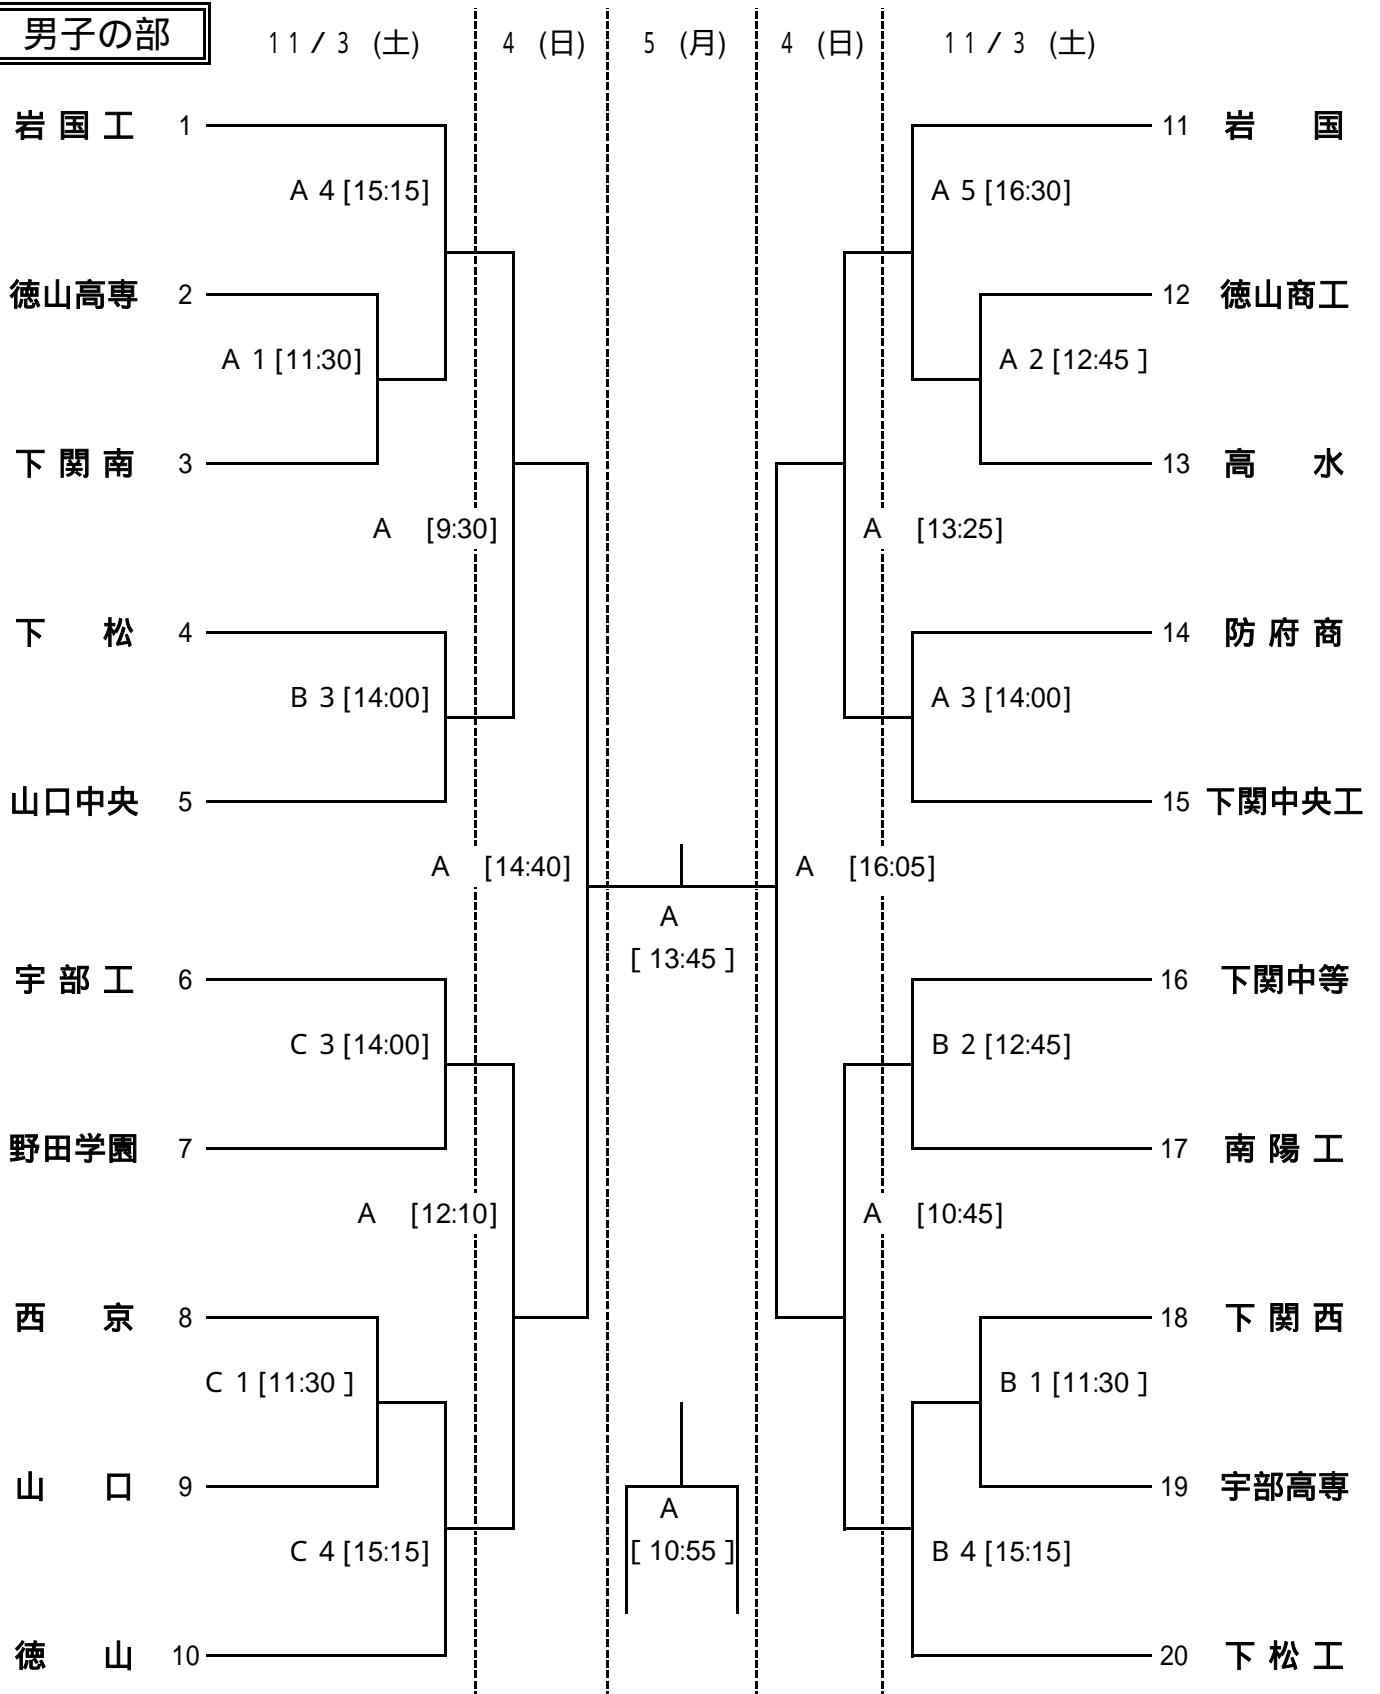 男子の部 11/3 (土) 4 (日) 5 (月) 4 (日) 11/3 (土)
岩国工 1 11 岩国
A 4 [15:15] A 5 [16:30]
徳山高専 2 12 徳山商工
A 1 [11:30] A 2 [12:45 ]
下関南 3 13 高水
A [9:30] A [13:25]
下松 4 14 防府商
B 3 [14:00] A 3 [14:00]
山口中央 5 15 下関中央工
A [14:40] A [16:05]
A
[ 13:45 ]
宇部工 6 16 下関中等
C 3 [14:00] B 2 [12:45]
野田学園 7 17 南陽工
A [12:10] A [10:45]
西京 8 18 下関西
C 1 [11:30 ] B 1 [11:30 ]
山口 9 19 宇部高専
A
C 4 [15:15] [ 10:55 ] B 4 [15:15]
徳山 10 20 下松工